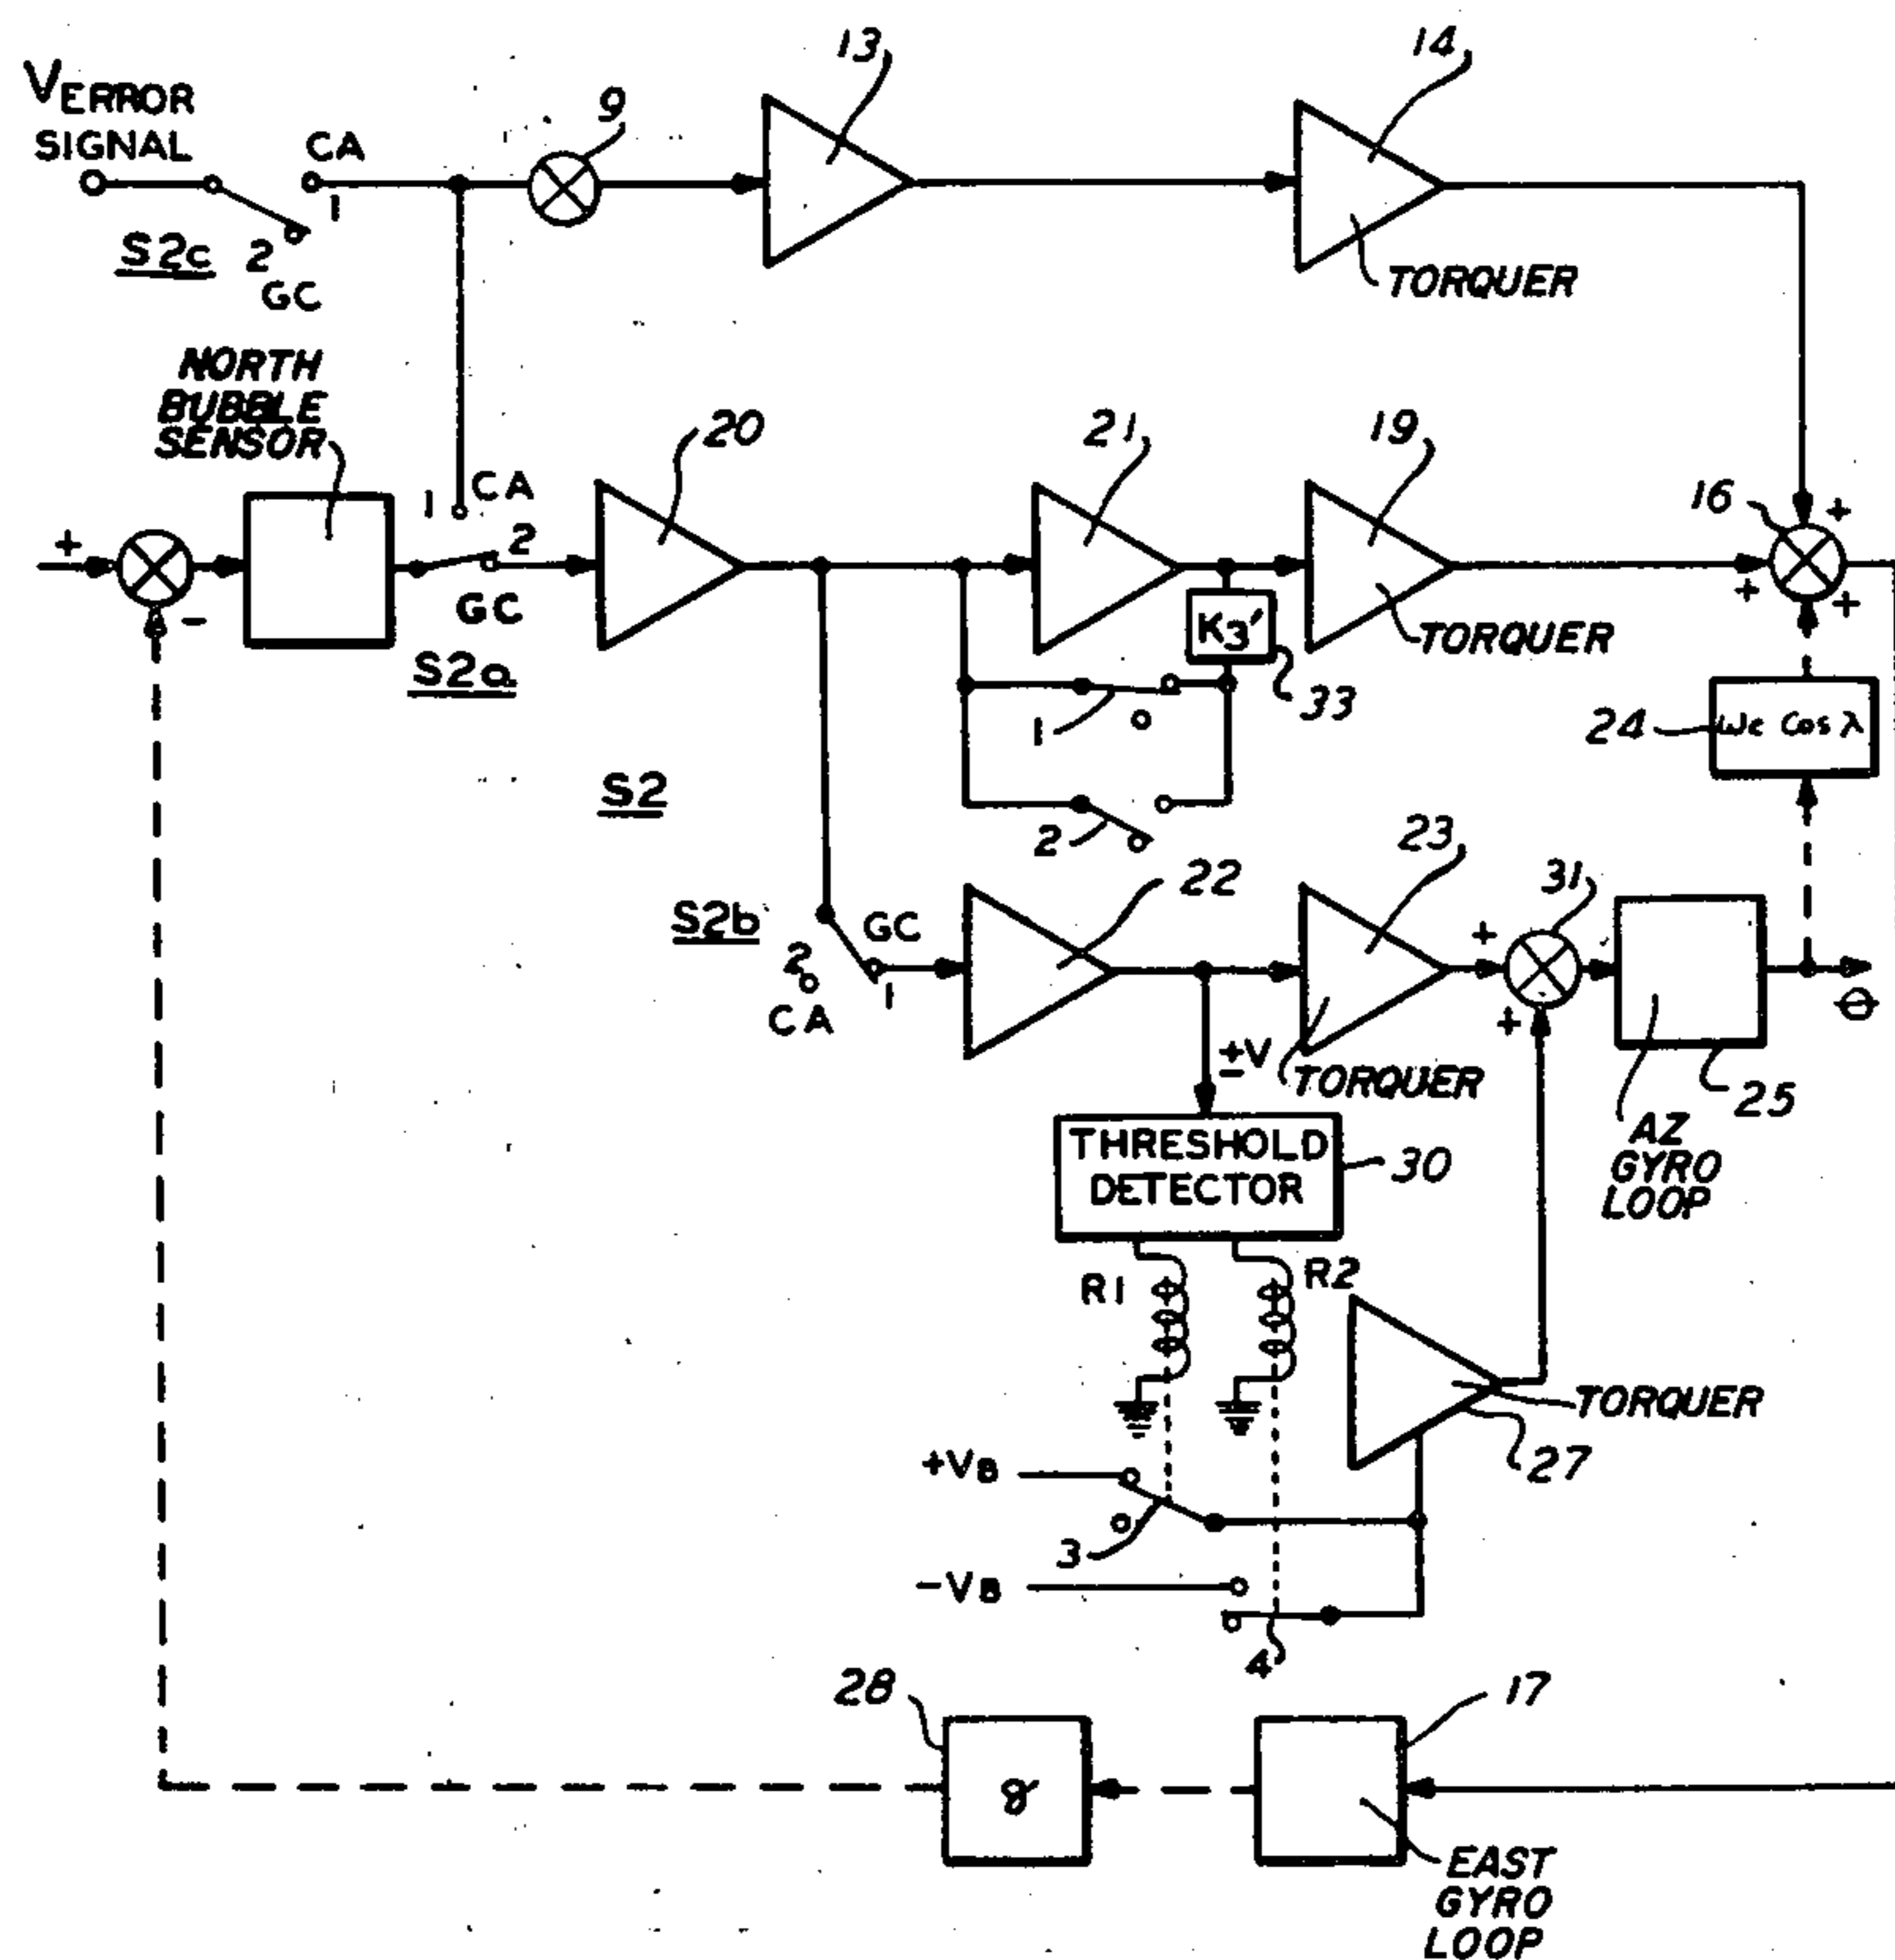 VERROR
SIGNAL
CA
1
2
GC
S2c
9
13
14
TORQUER
NORTH
BUBBLE
SENSOR
1
CA
2
GC
S2a
20
21
19
TORQUER
16
+
+
+
+
-
K3'
33
1
2
S2
24
ωe Cos λ
S2b
GC
2
CA
1
22
23
TORQUER
31
+
+
θ
25
AZ
GYRO
LOOP
±V
THRESHOLD
DETECTOR
30
R1
R2
TORQUER
27
+VB
3
-VB
4
28
17
EAST
GYRO
LOOP